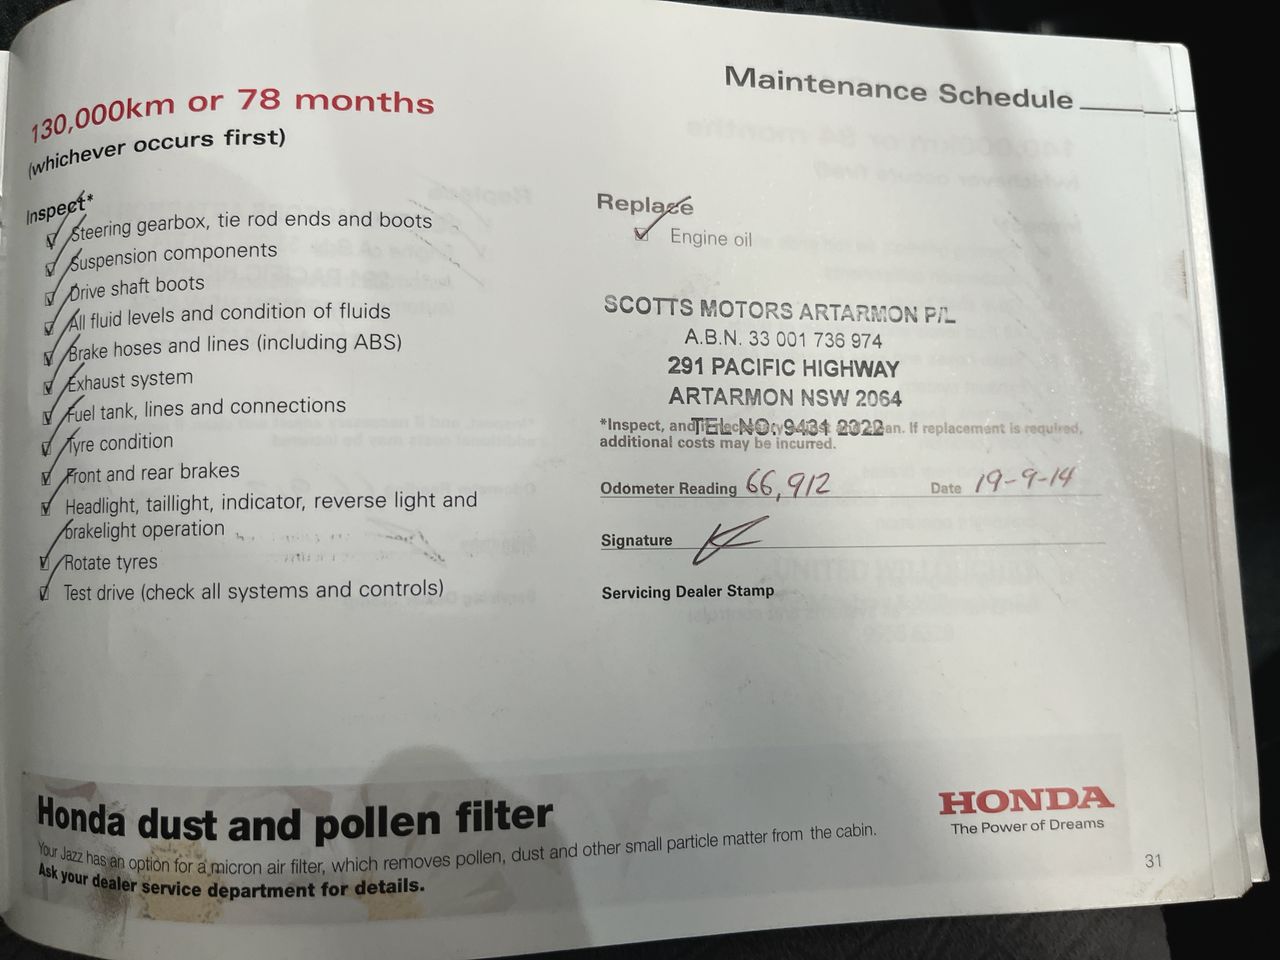 Maintenance Schedule
130,000km or 78 months
(whichever occurs first)
Inspect*
Steering gearbox, tie rod ends and boots
Suspension components
Drive shaft boots
All fluid levels and condition of fluids
Brake hoses and lines (including ABS)
Exhaust system
Fuel tank, lines and connections
Tyre condition
Front and rear brakes
Headlight, taillight, indicator, reverse light and
brakelight operation
Rotate tyres
Test drive (check all systems and controls)
Replace
Engine oil
SCOTTS MOTORS ARTARMON P/L
A.B.N. 33 001 736 974
291 PACIFIC HIGHWAY
ARTARMON NSW 2064
TEL NO: 9434 2322
*Inspect, and If replacement is required,
additional costs may be incurred.
Odometer Reading 66,912 Date 19-9-14
Signature
Servicing Dealer Stamp
Honda dust and pollen filter
Your Jazz has an option for a micron air filter, which removes pollen, dust and other small particle matter from the cabin.
Ask your dealer service department for details.
HONDA
The Power of Dreams
31